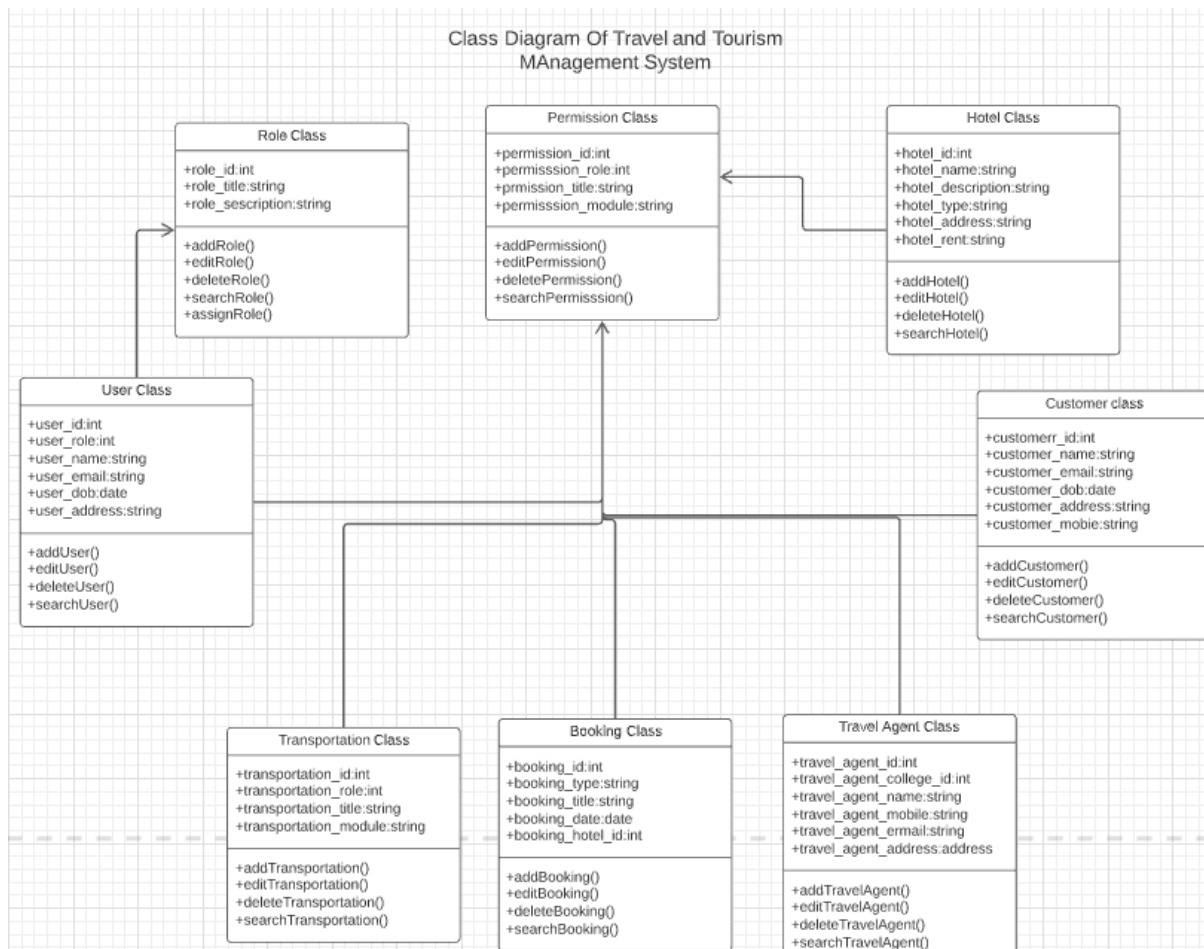 Class Diagram Of Travel and Tourism
MAnagement System
Role Class
+role_id:int
+role_title:string
+role_sescription:string
+addRole()
+editRole()
+deleteRole()
+searchRole()
+assignRole()
Permission Class
+permission_id:int
+permisssion_role:int
+prmission_title:string
+permisssion_module:string
+addPermission()
+editPermission()
+deletePermission()
+searchPermisssion()
Hotel Class
+hotel_id:int
+hotel_name:string
+hotel_description:string
+hotel_type:string
+hotel_address:string
+hotel_rent:string
+addHotel()
+editHotel()
+deleteHotel()
+searchHotel()
User Class
+user_id:int
+user_role:int
+user_name:string
+user_email:string
+user_dob:date
+user_address:string
+addUser()
+editUser()
+deleteUser()
+searchUser()
Customer class
+customerr_id:int
+customer_name:string
+customer_email:string
+customer_dob:date
+customer_address:string
+customer_mobie:string
+addCustomer()
+editCustomer()
+deleteCustomer()
+searchCustomer()
Transportation Class
+transportation_id:int
+transportation_role:int
+transportation_title:string
+transportation_module:string
+addTransportation()
+editTransportation()
+deleteTransportation()
+searchTransportation()
Booking Class
+booking_id:int
+booking_type:string
+booking_title:string
+booking_date:date
+booking_hotel_id:int
+addBooking()
+editBooking()
+deleteBooking()
+searchBooking()
Travel Agent Class
+travel_agent_id:int
+travel_agent_college_id:int
+travel_agent_name:string
+travel_agent_mobile:string
+travel_agent_ermail:string
+travel_agent_address:address
+addTravelAgent()
+editTravelAgent()
+deleteTravelAgent()
+searchTravelAgent()